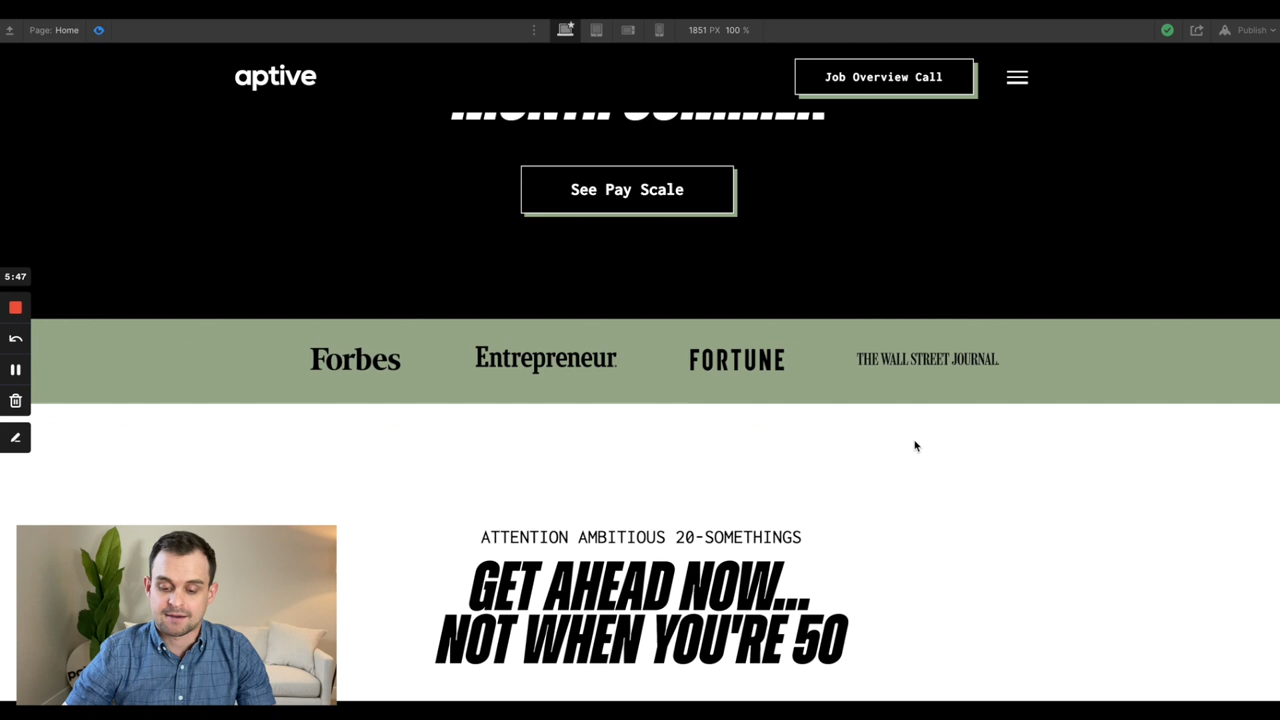 Page: Home
1851 PX 100 %
Publish
aptive
Job Overview Call
See Pay Scale
5:47
Forbes
Entrepreneur.
FORTUNE
THE WALL STREET JOURNAL.
ATTENTION AMBITIOUS 20-SOMETHINGS
GET AHEAD NOW...
NOT WHEN YOU'RE 50